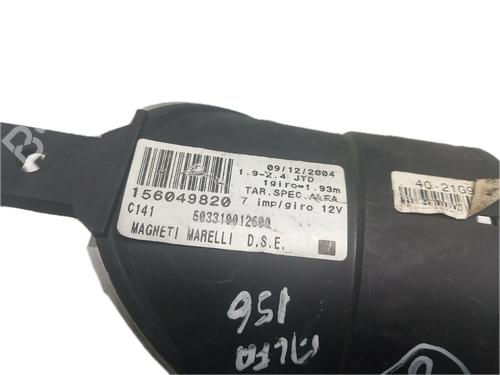 09/12/2004
1.9-2.4 JTD
1giro=1.93m
TAR.SPEC.ALFA
156049820 7 imp/giro 12V
C141 503319012600
MAGNETI MARELLI D.S.E.
40-21G9
ALFA
156